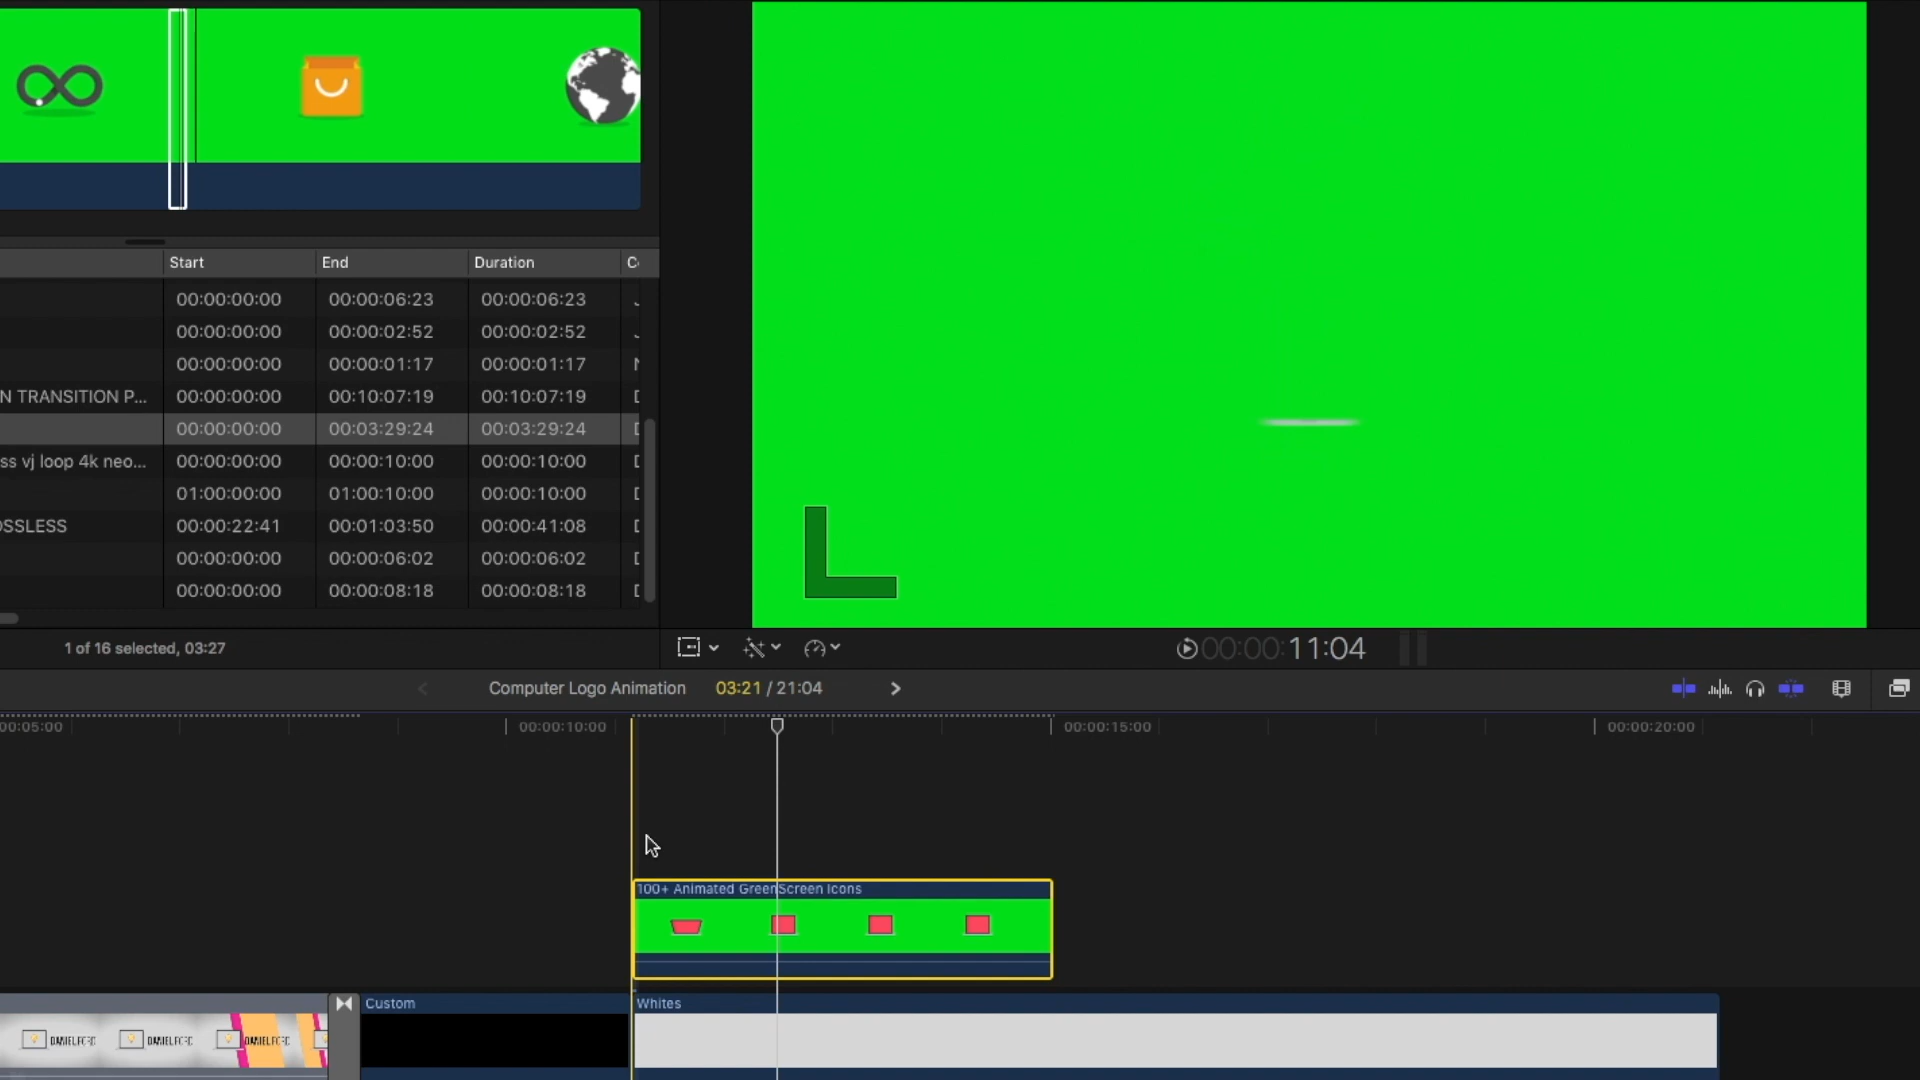 Start End Duration
00:00:00:00 00:00:06:23 00:00:06:23
00:00:00:00 00:00:02:52 00:00:02:52
00:00:00:00 00:00:01:17 00:00:01:17
N TRANSITION P... 00:00:00:00 00:10:07:19 00:10:07:19
00:00:00:00 00:03:29:24 00:03:29:24
ss vj loop 4k neo... 00:00:00:00 00:00:10:00 00:00:10:00
01:00:00:00 01:00:10:00 00:00:10:00
OSSLESS 00:00:22:41 00:01:03:50 00:00:41:08
00:00:00:00 00:00:06:02 00:00:06:02
00:00:00:00 00:00:08:18 00:00:08:18
1 of 16 selected, 03:27
00:00:11:04
Computer Logo Animation 03:21 / 21:04
00:05:00 00:00:10:00 00:00:15:00 00:00:20:00
100+ Animated GreenScreen Icons
Custom Whites
DANIELFORD DANIELFORD DANIELFORD